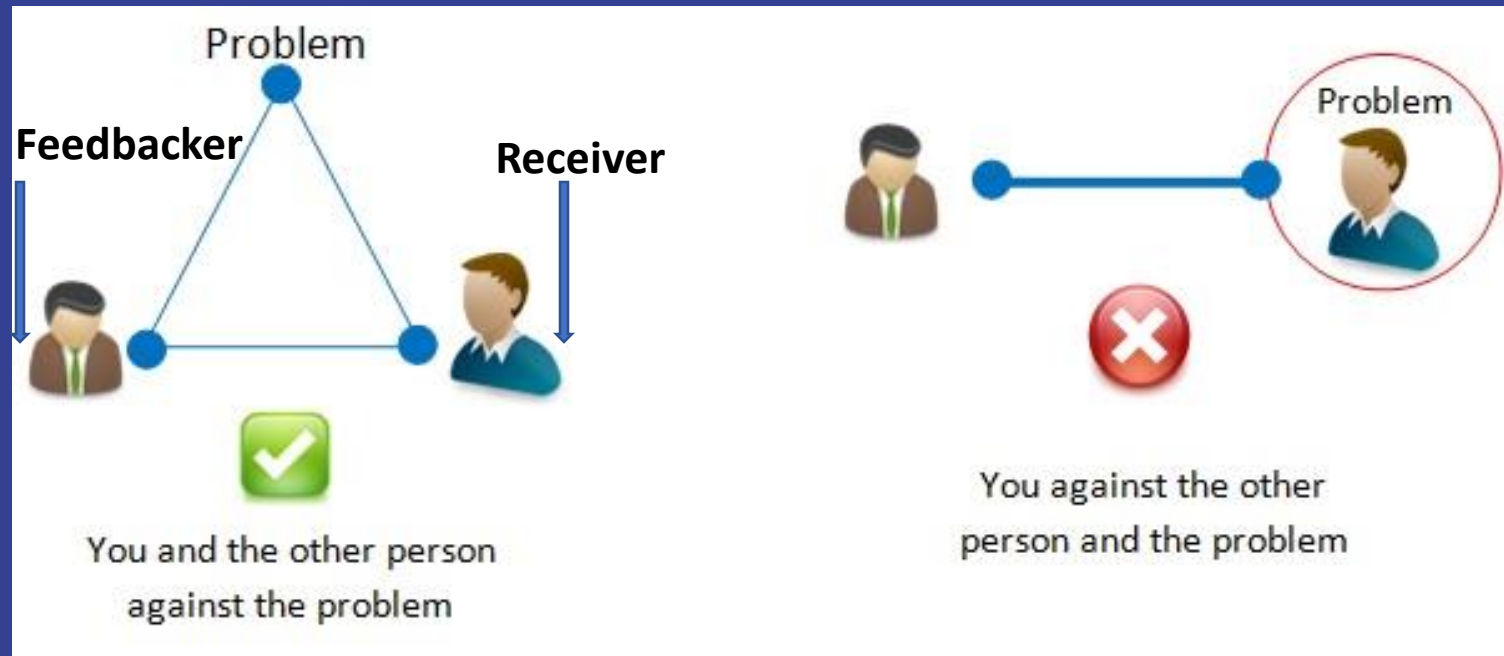 Problem
Feedbacker
Receiver
You and the other person
against the problem
Problem
You against the other
person and the problem